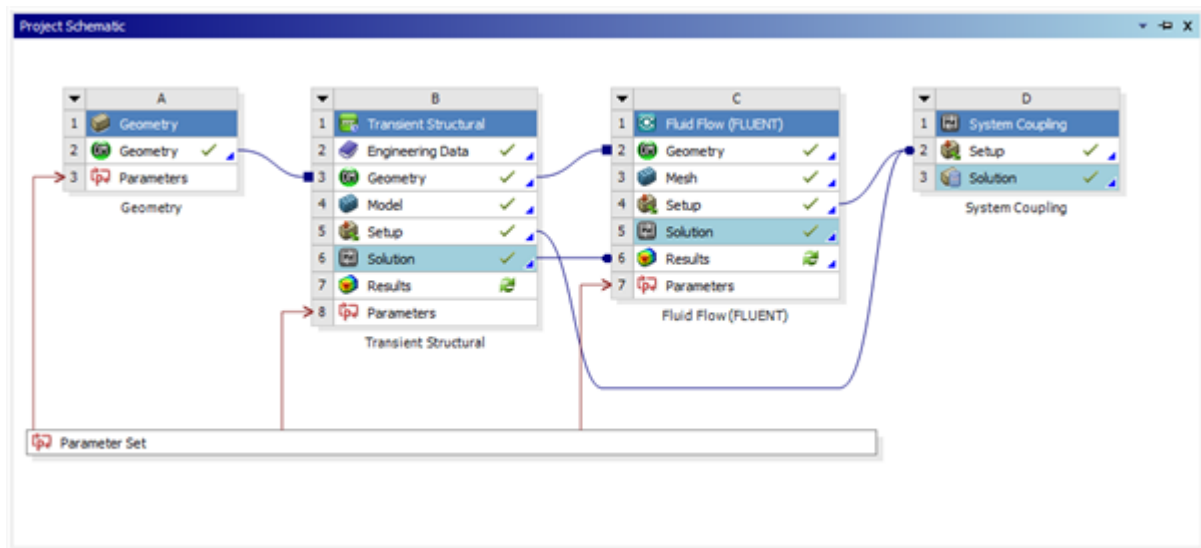 Project Schematic
A
1 Geometry
2 Geometry
3 Parameters
Geometry
B
1 Transient Structural
2 Engineering Data
3 Geometry
4 Model
5 Setup
6 Solution
7 Results
8 Parameters
Transient Structural
C
1 Fluid Flow (FLUENT)
2 Geometry
3 Mesh
4 Setup
5 Solution
6 Results
7 Parameters
Fluid Flow (FLUENT)
D
1 System Coupling
2 Setup
3 Solution
System Coupling
Parameter Set